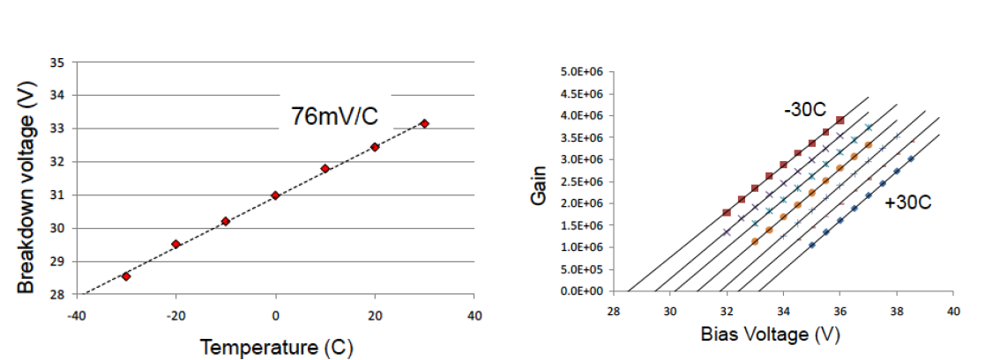 Breakdown voltage (V)
35
34
33
32
31
30
29
28
76mV/C
-40
-20
0
20
40
Temperature (C)
Gain
5.0E+06
4.5E+06
4.0E+06
3.5E+06
3.0E+06
2.5E+06
2.0E+06
1.5E+06
1.0E+06
5.0E+05
0.0E+00
-30C
+30C
28
30
32
34
36
38
40
Bias Voltage (V)